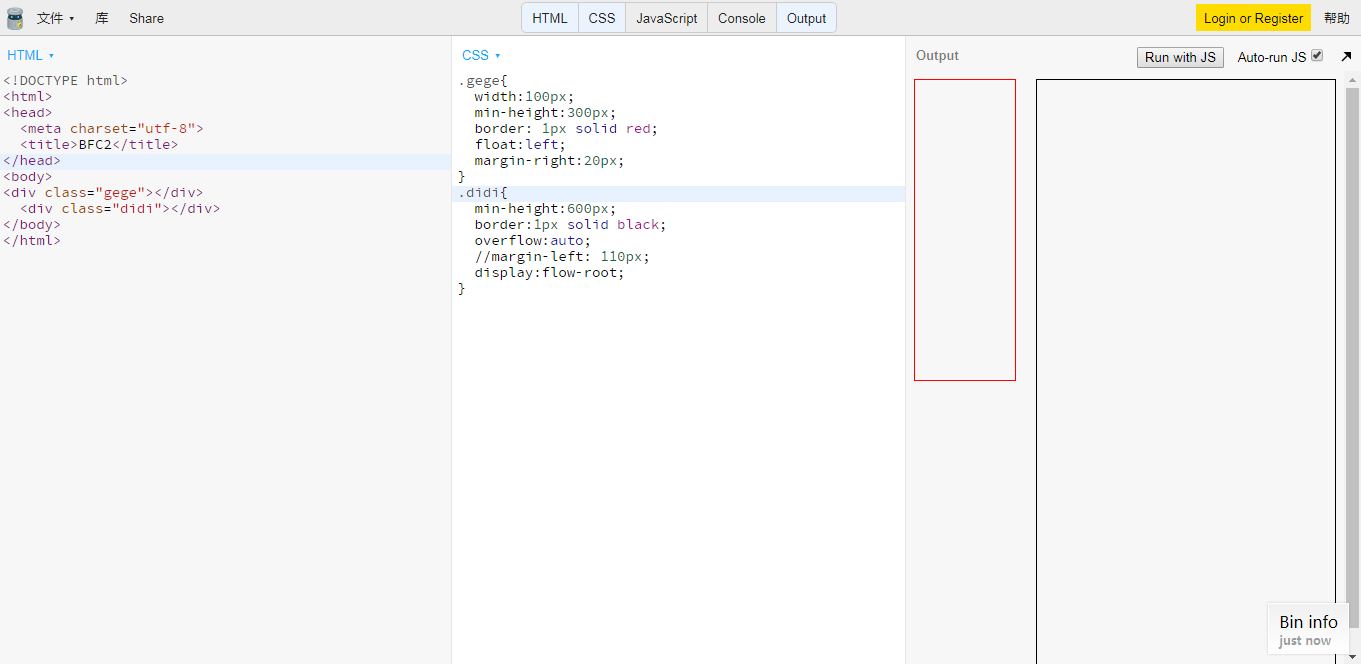 文件 ▾ 库 Share HTML CSS JavaScript Console Output Login or Register 帮助
HTML ▾
<!DOCTYPE html>
<html>
<head>
  <meta charset="utf-8">
  <title>BFC2</title>
</head>
<body>
<div class="gege"></div>
  <div class="didi"></div>
</body>
</html>
CSS ▾
.gege{
  width:100px;
  min-height:300px;
  border: 1px solid red;
  float:left;
  margin-right:20px;
}
.didi{
  min-height:600px;
  border:1px solid black;
  overflow:auto;
  //margin-left: 110px;
  display:flow-root;
}
Output Run with JS Auto-run JS
Bin info
just now